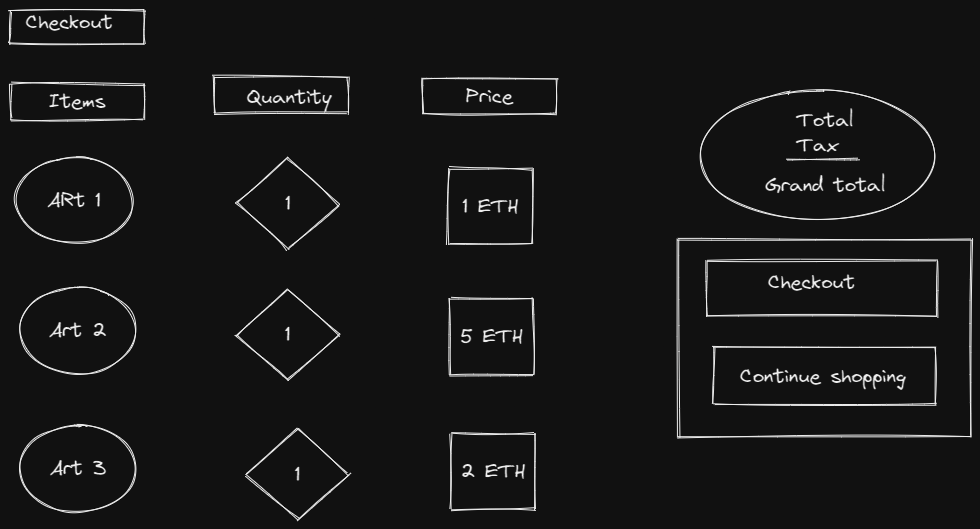 Checkout
Items Quantity Price
ARt 1 1 1 ETH
Art 2 1 5 ETH
Art 3 1 2 ETH
Total
Tax
Grand total
Checkout
Continue shopping